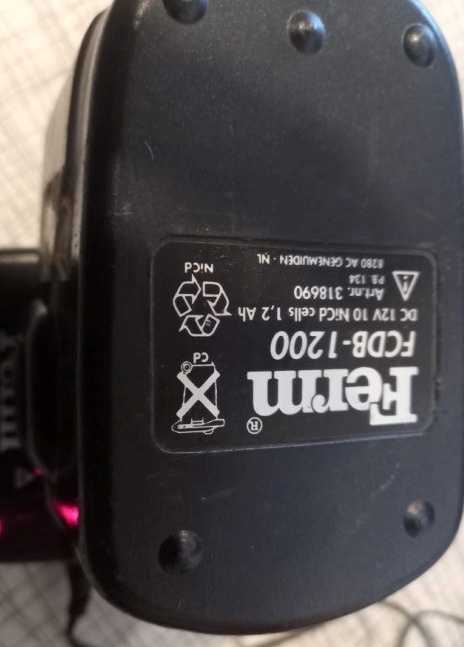 Ferm®
FCDB-1200
DC 12V 10 NiCd cells 1,2 Ah
Art.nr. 318690
P.B. 134
8280 AC GENEMUIDEN - NL
Cd
NiCd
Ferm